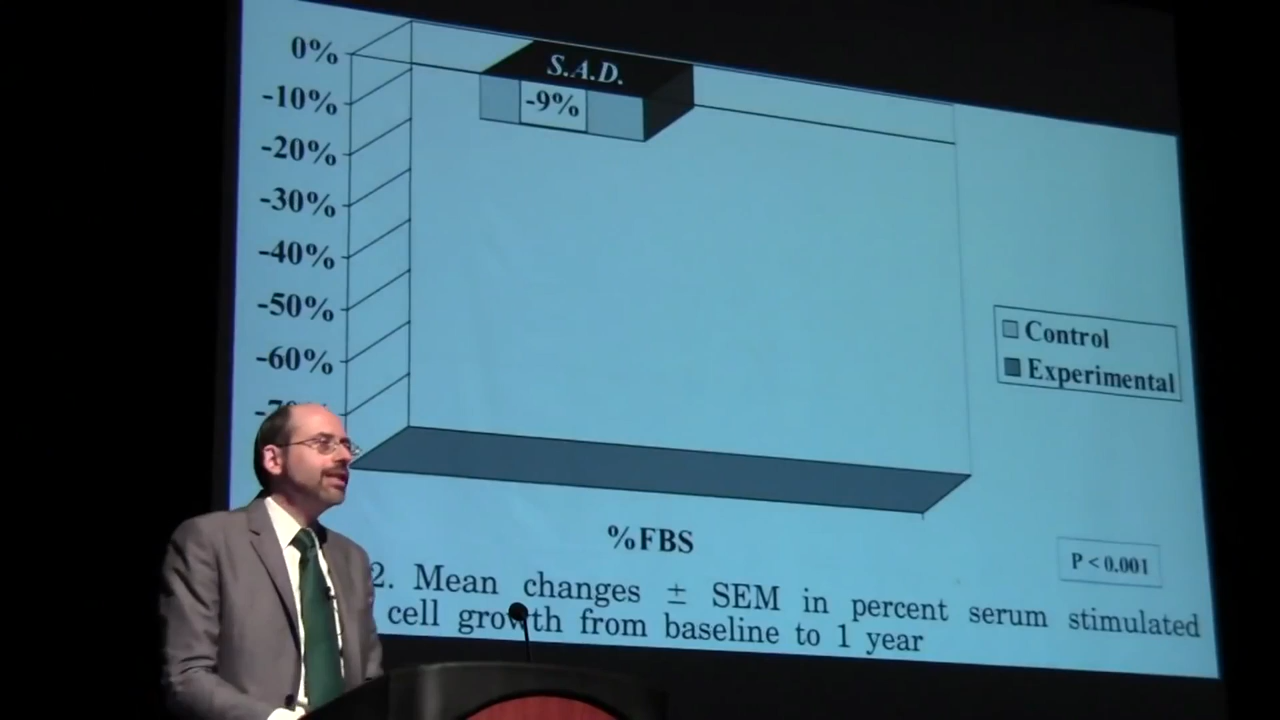 0%
-10%
-20%
-30%
-40%
-50%
-60%
S.A.D.
-9%
Control
Experimental
%FBS
P < 0.001
2. Mean changes ± SEM in percent serum stimulated
cell growth from baseline to 1 year